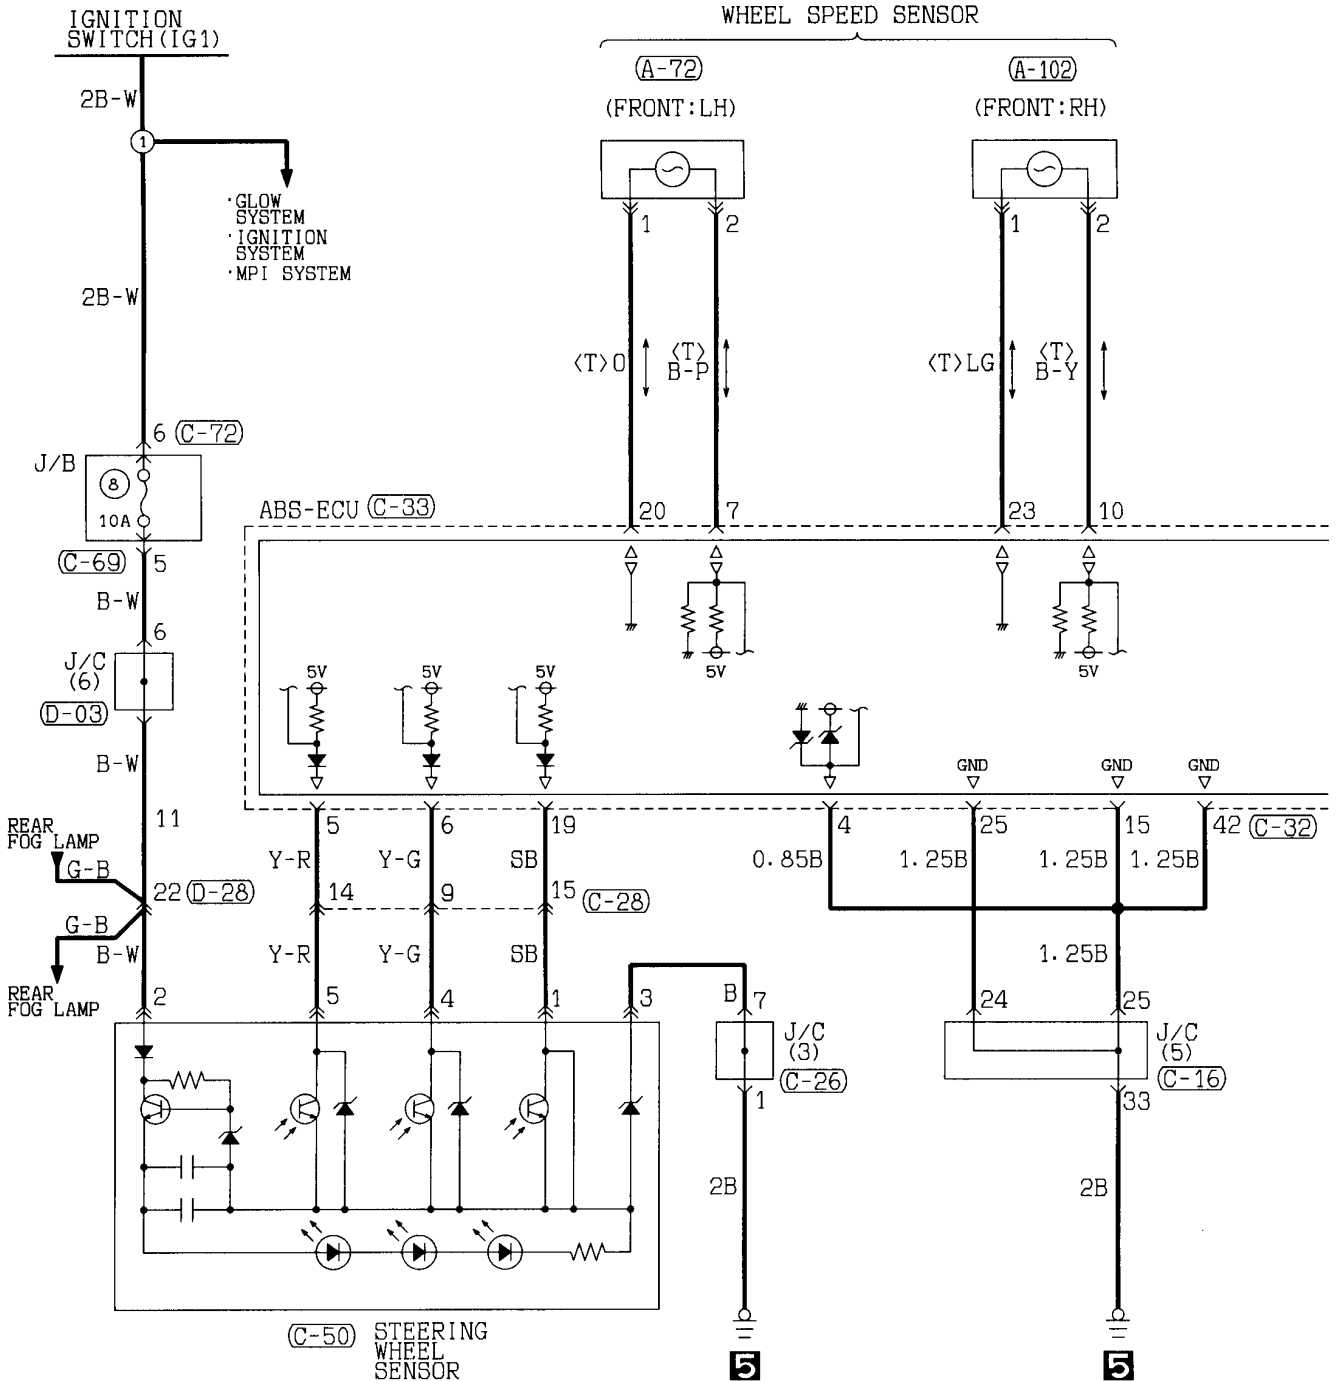 IGNITION
SWITCH(IG1)
WHEEL SPEED SENSOR
A-72
A-102
(FRONT:LH)
(FRONT:RH)
2B-W
1
·GLOW
SYSTEM
·IGNITION
SYSTEM
·MPI SYSTEM
1
2
1
2
2B-W
<T>O
<T>
B-P
<T>LG
<T>
B-Y
6
C-72
J/B
8
10A
ABS-ECU
C-33
20
7
23
10
C-69
5
B-W
6
J/C
(6)
D-03
5V
5V
5V
5V
5V
B-W
GND
GND
GND
11
5
6
19
4
25
15
42
C-32
REAR
FOG LAMP
G-B
Y-R
Y-G
SB
0.85B
1.25B
1.25B
1.25B
22
D-28
14
9
15
C-28
G-B
B-W
Y-R
Y-G
SB
1.25B
REAR
FOG LAMP
2
5
4
1
3
B
7
24
25
J/C
(3)
C-26
J/C
(5)
C-16
1
33
2B
2B
C-50
STEERING
WHEEL
SENSOR
5
5